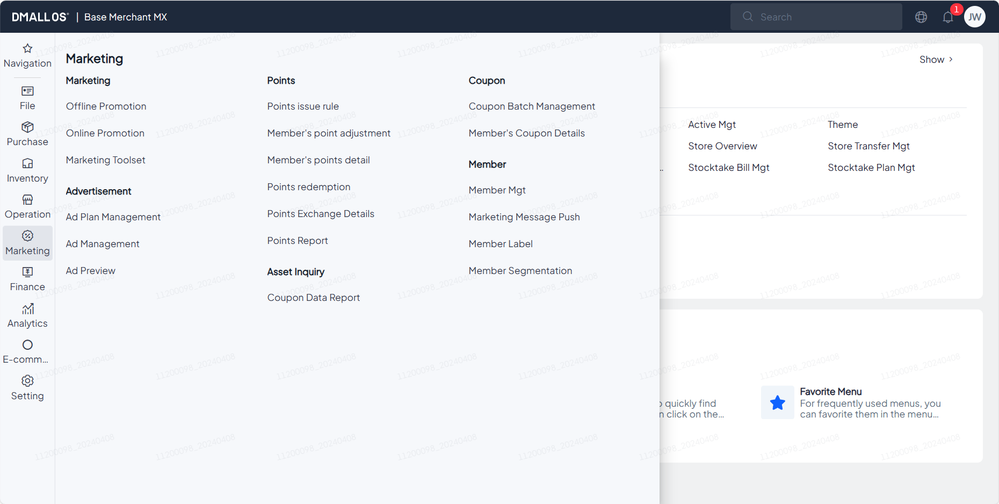 DMALL OS® | Base Merchant MX
Search
1
JW
Navigation
File
Purchase
Inventory
Operation
Marketing
Finance
Analytics
E-comm...
Setting
Marketing
Marketing
Offline Promotion
Online Promotion
Marketing Toolset
Advertisement
Ad Plan Management
Ad Management
Ad Preview
Points
Points issue rule
Member's point adjustment
Member's points detail
Points redemption
Points Exchange Details
Points Report
Asset Inquiry
Coupon Data Report
Coupon
Coupon Batch Management
Member's Coupon Details
Member
Member Mgt
Marketing Message Push
Member Label
Member Segmentation
Show >
Active Mgt
Theme
Store Overview
Store Transfer Mgt
...
Stocktake Bill Mgt
Stocktake Plan Mgt
quickly find
click on the...
Favorite Menu
For frequently used menus, you
can favorite them in the menu...
11200098_20240408